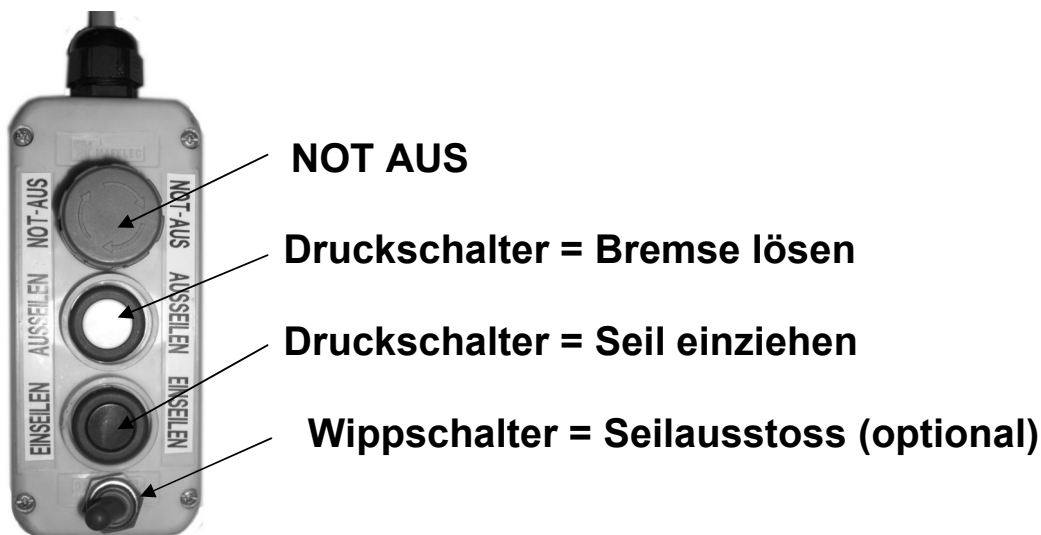 MAFELEC
NOT AUS
NOT-AUS
NOT-AUS
Druckschalter = Bremse lösen
AUSSEILEN
AUSSEILEN
Druckschalter = Seil einziehen
EINSEILEN
EINSEILEN
Wippschalter = Seilausstoss (optional)